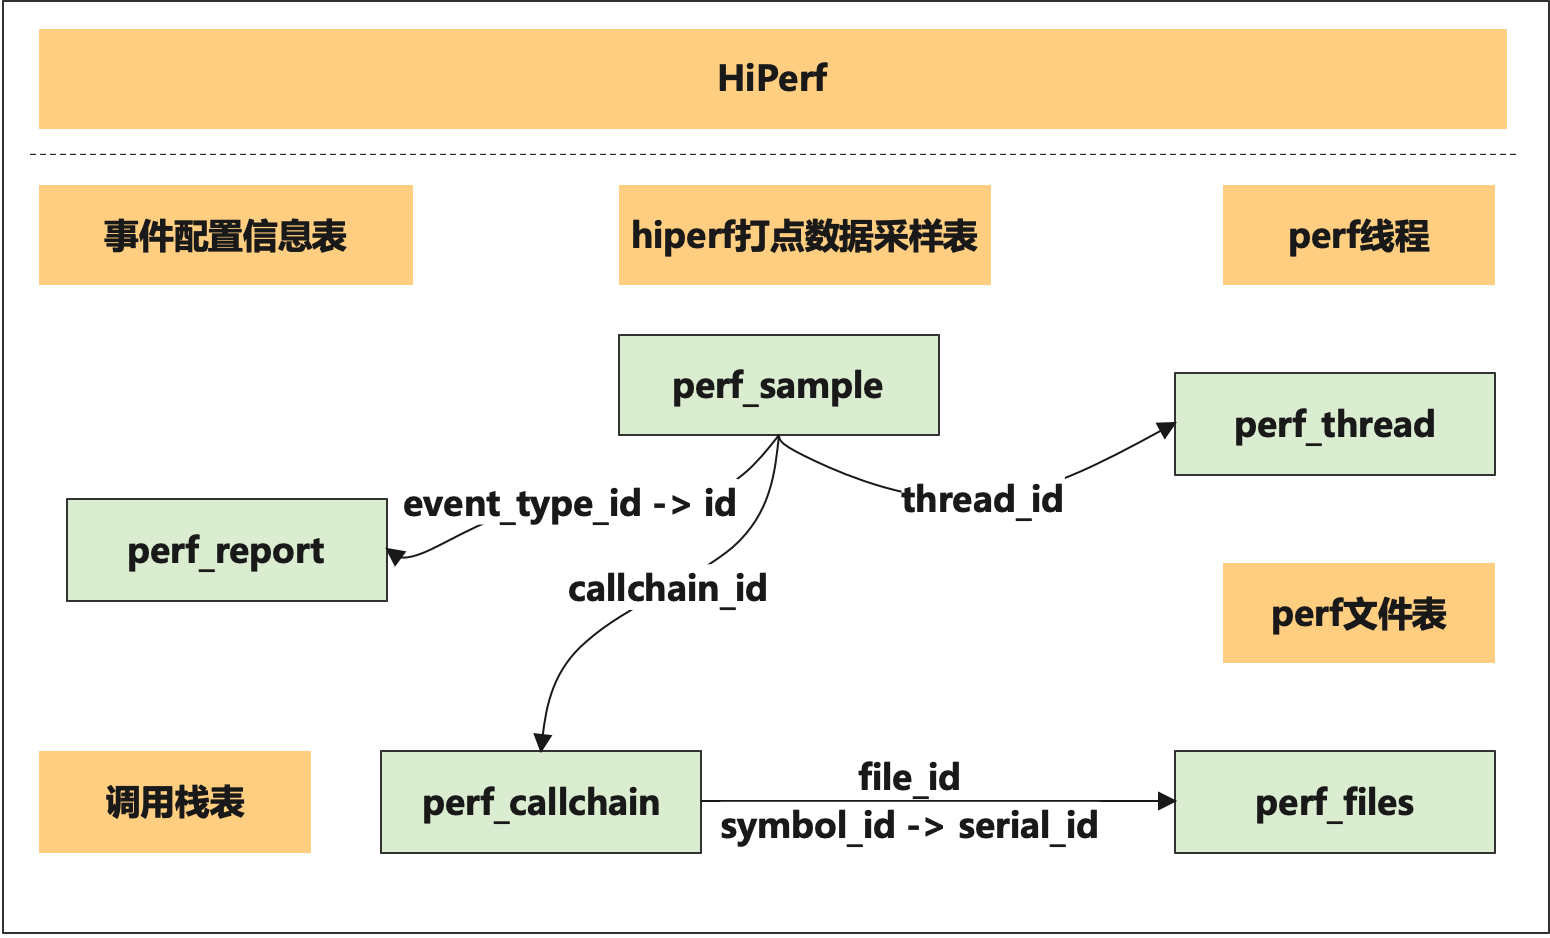 HiPerf
事件配置信息表
hiperf打点数据采样表
perf线程
perf_sample
perf_thread
event_type_id -> id
thread_id
perf_report
callchain_id
perf文件表
调用栈表
perf_callchain
file_id
symbol_id -> serial_id
perf_files